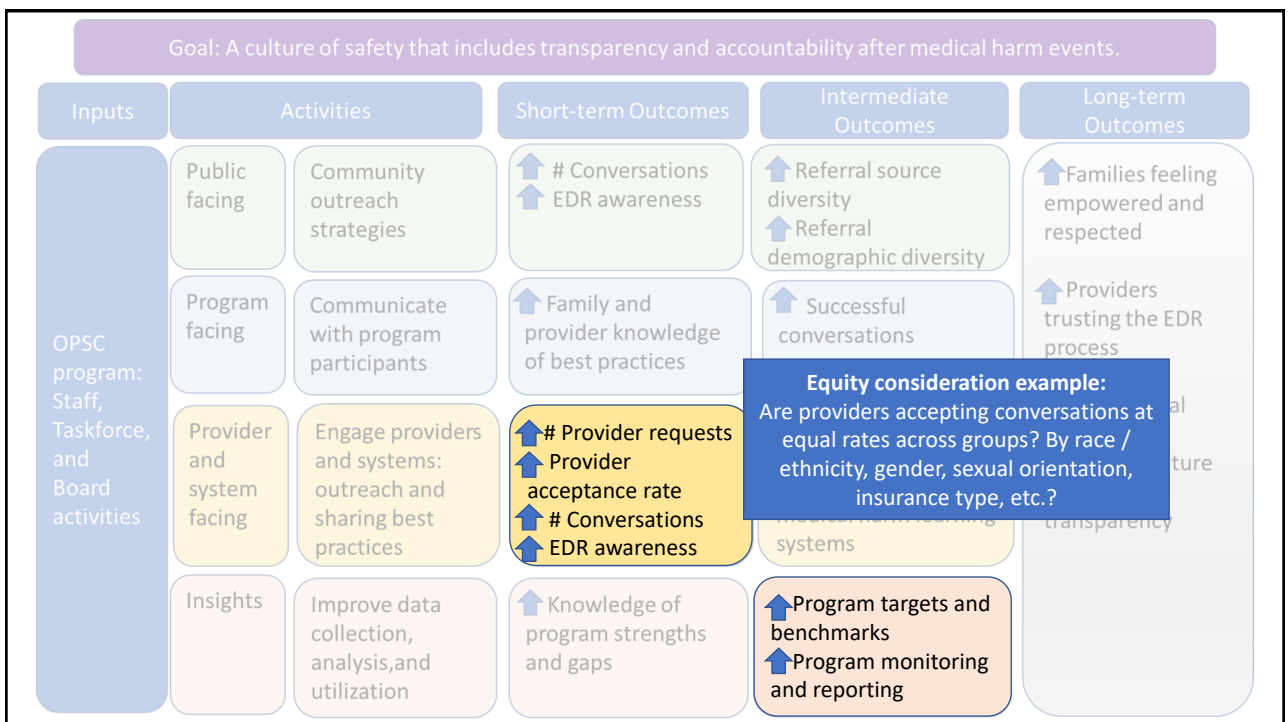 Goal: A culture of safety that includes transparency and accountability after medical harm events.
Inputs
Activities
Short-term Outcomes
Intermediate
Outcomes
Long-term
Outcomes
OPSC
program:
Staff,
Taskforce,
and
Board
activities
Public
facing
Community
outreach
strategies
# Conversations
EDR awareness
Referral source
diversity
Referral
demographic diversity
Program
facing
Communicate
with program
participants
Family and
provider knowledge
of best practices
Successful
conversations
Provider
and
system
facing
Engage providers
and systems:
outreach and
sharing best
practices
# Provider requests
Provider
acceptance rate
# Conversations
EDR awareness
Equity consideration example:
Are providers accepting conversations at
equal rates across groups? By race /
ethnicity, gender, sexual orientation,
insurance type, etc.?
medical harm learning
systems
Insights
Improve data
collection,
analysis,and
utilization
Knowledge of
program strengths
and gaps
Program targets and
benchmarks
Program monitoring
and reporting
Families feeling
empowered and
respected
Providers
trusting the EDR
process
transparency